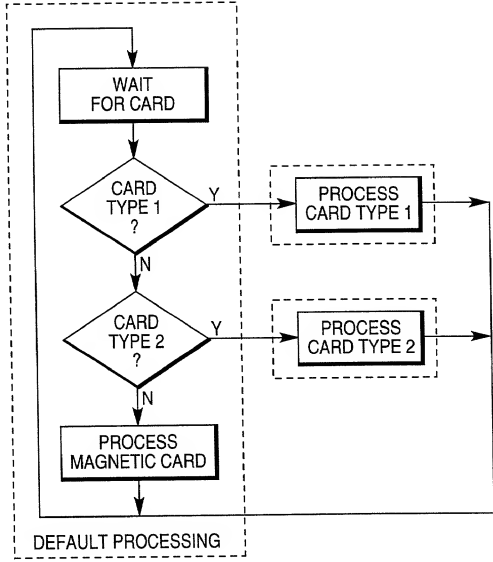 WAIT
FOR CARD
CARD
TYPE 1
?
Y
PROCESS
CARD TYPE 1
N
CARD
TYPE 2
?
Y
PROCESS
CARD TYPE 2
N
PROCESS
MAGNETIC CARD
DEFAULT PROCESSING